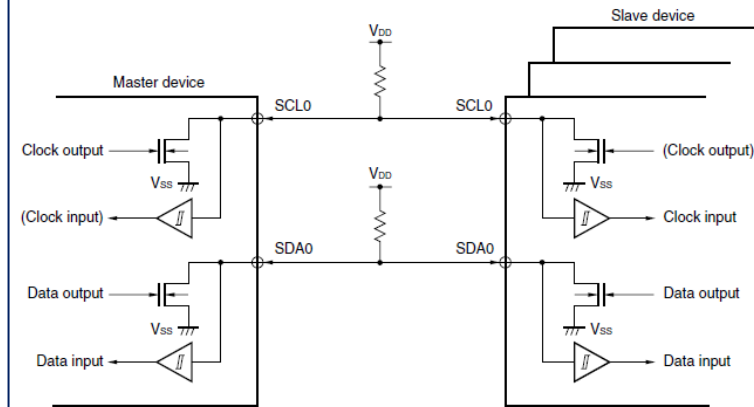 Slave device
VDD
Master device
SCL0 SCL0
Clock output (Clock output)
VSS VSS
(Clock input) Clock input
VDD
SDA0 SDA0
Data output Data output
VSS VSS
Data input Data input